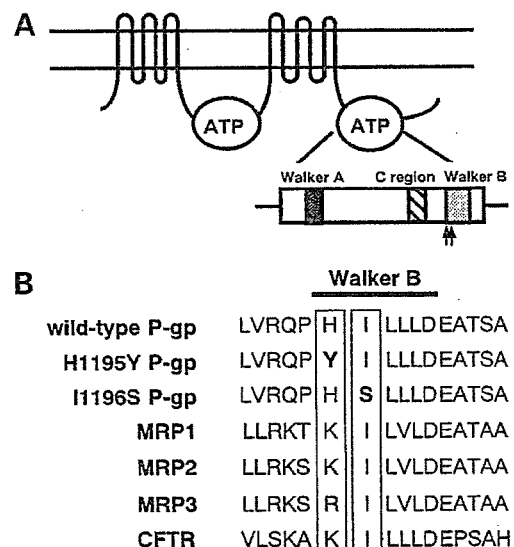 A
ATP
ATP
Walker A C region Walker B
B
Walker B
wild-type P-gp LVRQP H I LLLDEATSA
H1195Y P-gp LVRQP Y I LLLDEATSA
I1196S P-gp LVRQP H S LLLDEATSA
MRP1 LLRKT K I LVLDEATAA
MRP2 LLRKS K I LVLDEATAA
MRP3 LLRKS R I LVLDEATAA
CFTR VLSKA K I LLLDEPSAH